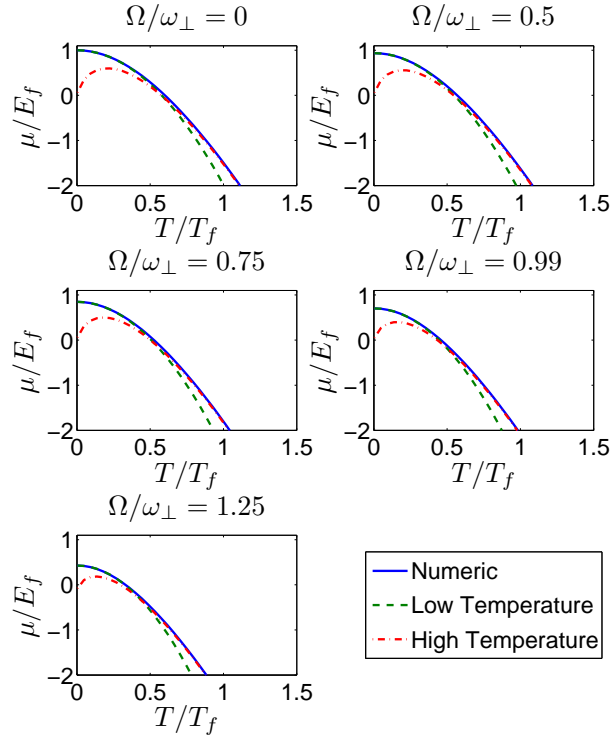 Ω/ω⊥ = 0
μ/E_f
1
0
−1
−2
0 0.5 1 1.5
T/T_f
Ω/ω⊥ = 0.5
μ/E_f
1
0
−1
−2
0 0.5 1 1.5
T/T_f
Ω/ω⊥ = 0.75
μ/E_f
1
0
−1
−2
0 0.5 1 1.5
T/T_f
Ω/ω⊥ = 0.99
μ/E_f
1
0
−1
−2
0 0.5 1 1.5
T/T_f
Ω/ω⊥ = 1.25
μ/E_f
1
0
−1
−2
0 0.5 1 1.5
T/T_f
Numeric
Low Temperature
High Temperature